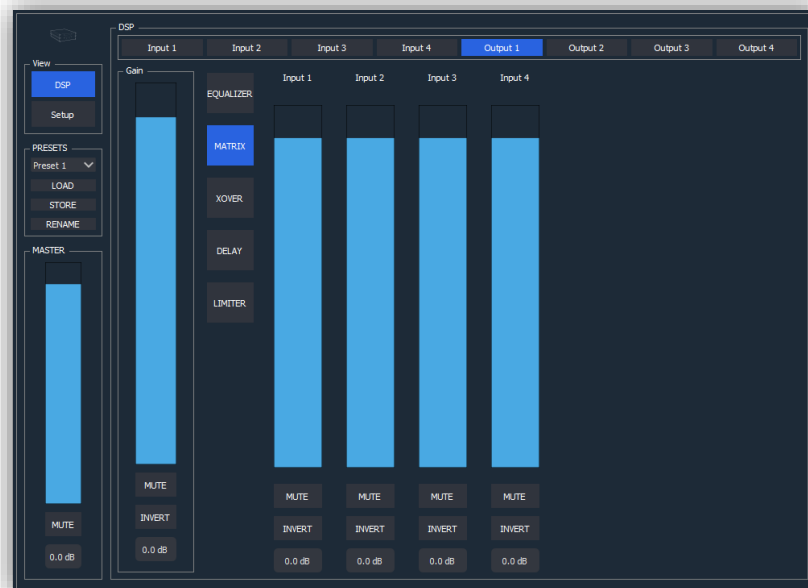 DSP
Input 1 Input 2 Input 3 Input 4 Output 1 Output 2 Output 3 Output 4
View
DSP
Setup
PRESETS
Preset 1
LOAD
STORE
RENAME
MASTER
MUTE
0.0 dB
Gain
MUTE
INVERT
0.0 dB
EQUALIZER
MATRIX
XOVER
DELAY
LIMITER
Input 1 Input 2 Input 3 Input 4
MUTE MUTE MUTE MUTE
INVERT INVERT INVERT INVERT
0.0 dB 0.0 dB 0.0 dB 0.0 dB